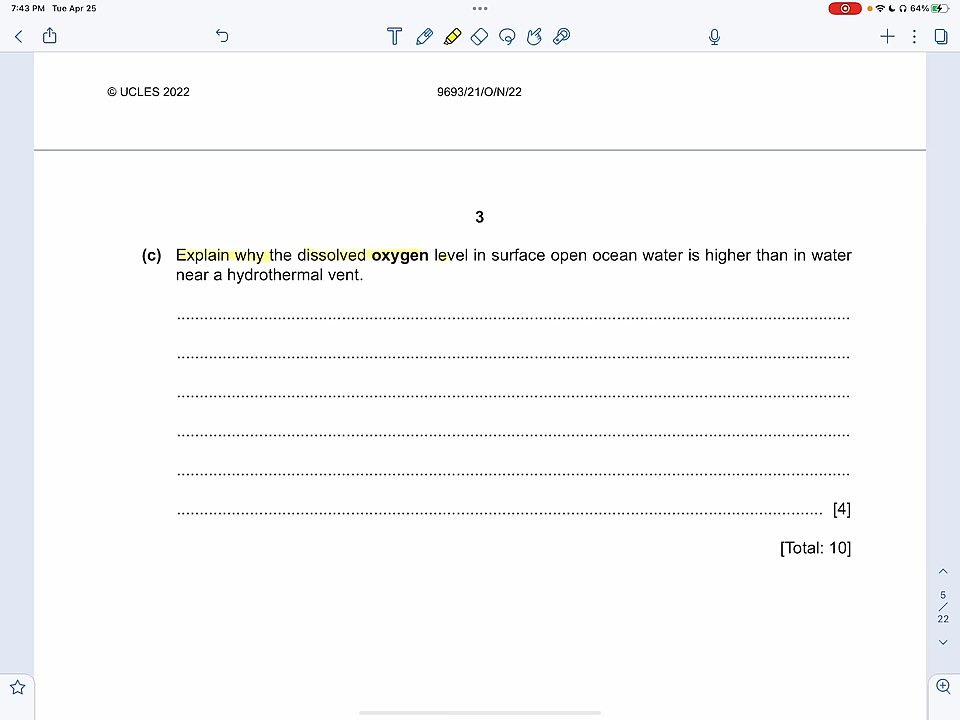 7:43 PM Tue Apr 25
64%
© UCLES 2022 9693/21/O/N/22
3
(c) Explain why the dissolved oxygen level in surface open ocean water is higher than in water
near a hydrothermal vent.
[4]
[Total: 10]
5
/
22